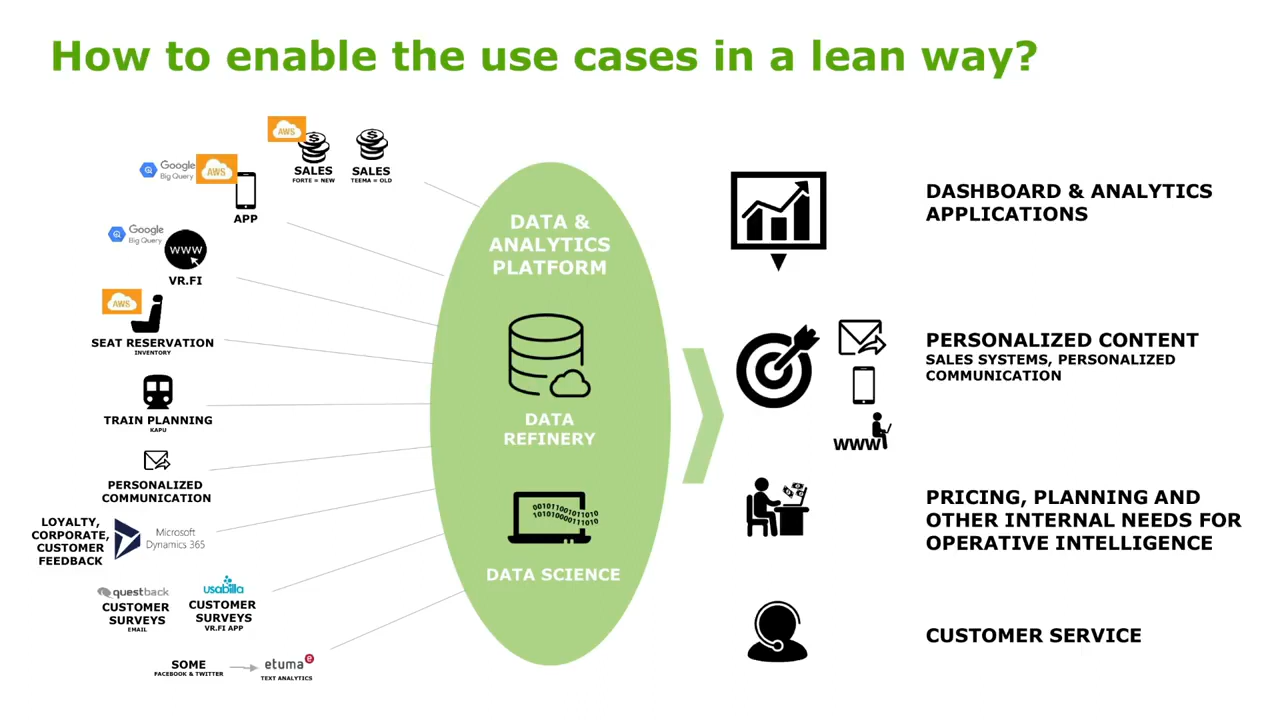 How to enable the use cases in a lean way?
AWS
SALES
FORTE = NEW
SALES
TEEMA = OLD
Google
Big Query
AWS
APP
Google
Big Query
WWW
VR.FI
AWS
SEAT RESERVATION
INVENTORY
TRAIN PLANNING
KAPU
PERSONALIZED
COMMUNICATION
LOYALTY,
CORPORATE,
CUSTOMER
FEEDBACK
Microsoft
Dynamics 365
questback
CUSTOMER
SURVEYS
EMAIL
usabilla
CUSTOMER
SURVEYS
VR.FI APP
SOME
FACEBOOK & TWITTER
etuma e
TEXT ANALYTICS
DATA &
ANALYTICS
PLATFORM
DATA
REFINERY
001011001011010
101010000111010
DATA SCIENCE
DASHBOARD & ANALYTICS
APPLICATIONS
WWW
PERSONALIZED CONTENT
SALES SYSTEMS, PERSONALIZED
COMMUNICATION
PRICING, PLANNING AND
OTHER INTERNAL NEEDS FOR
OPERATIVE INTELLIGENCE
CUSTOMER SERVICE